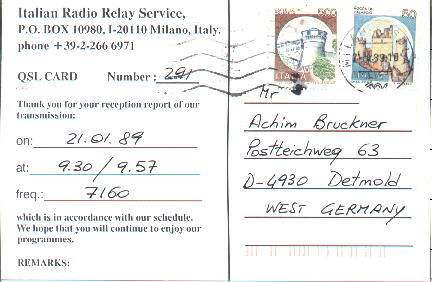 Italian Radio Relay Service,
P.O. BOX 10980, I-20110 Milano, Italy.
phone +39-2-266 6971
QSL CARD Number: 291
Thank you for your reception report of our
transmission:
on: 21.01.89
at: 9.30 / 9.57
freq.: 7160
which is in accordance with our schedule.
We hope that you will continue to enjoy our
programmes.
REMARKS:
500
ITALIA
ROCCA DI
CALASCIO
50
Mr
Achim Bruckner
Postteichweg 63
D-4930 Detmold
WEST GERMANY